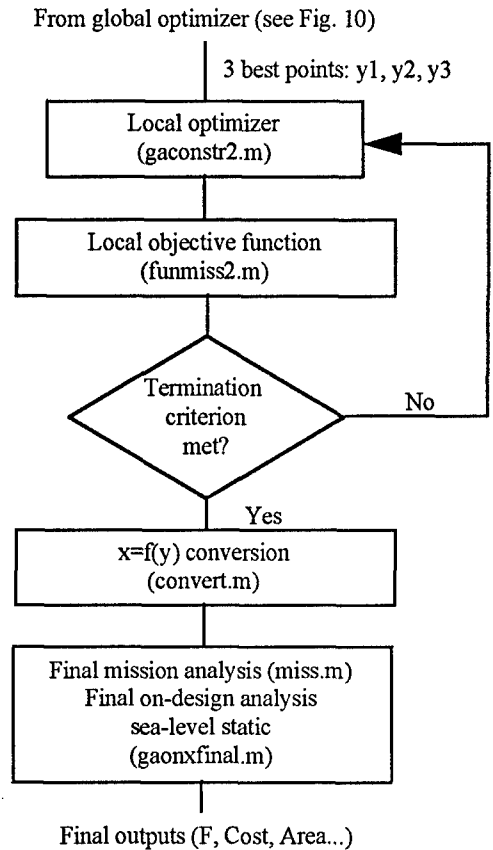 From global optimizer (see Fig. 10)
3 best points: y1, y2, y3
Local optimizer
(gaconstr2.m)
Local objective function
(funmiss2.m)
Termination
criterion
met?
No
Yes
x=f(y) conversion
(convert.m)
Final mission analysis (miss.m)
Final on-design analysis
sea-level static
(gaonxfinal.m)
Final outputs (F, Cost, Area...)